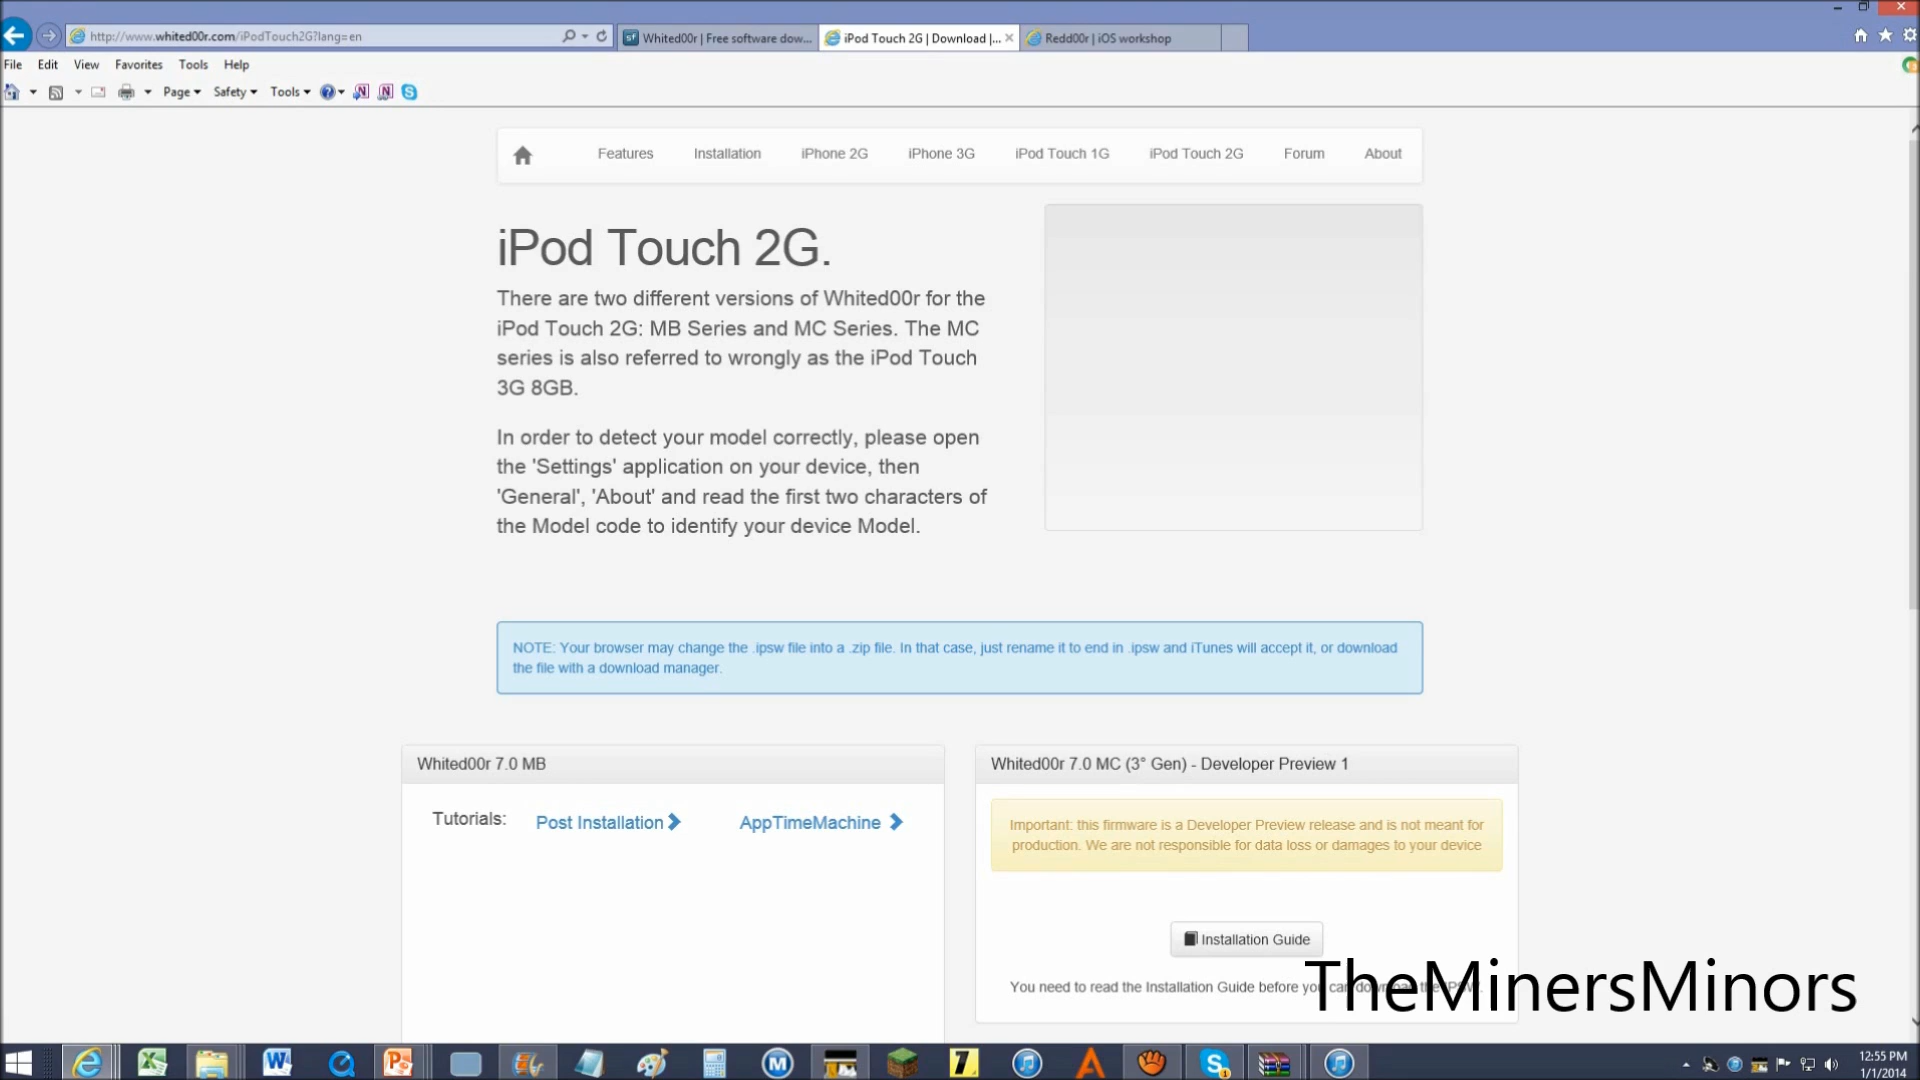 http://www.whited00r.com/iPodTouch2G?lang=en
Whited00r | Free software dow...
iPod Touch 2G | Download |...
Redd00r | iOS workshop
File Edit View Favorites Tools Help
Page Safety Tools
Features Installation iPhone 2G iPhone 3G iPod Touch 1G iPod Touch 2G Forum About
iPod Touch 2G.
There are two different versions of Whited00r for the
iPod Touch 2G: MB Series and MC Series. The MC
series is also referred to wrongly as the iPod Touch
3G 8GB.
In order to detect your model correctly, please open
the 'Settings' application on your device, then
'General', 'About' and read the first two characters of
the Model code to identify your device Model.
NOTE: Your browser may change the .ipsw file into a .zip file. In that case, just rename it to end in .ipsw and iTunes will accept it, or download
the file with a download manager.
Whited00r 7.0 MB
Tutorials: Post Installation AppTimeMachine
Whited00r 7.0 MC (3° Gen) - Developer Preview 1
Important: this firmware is a Developer Preview release and is not meant for
production. We are not responsible for data loss or damages to your device
Installation Guide
You need to read the Installation Guide before you can download the IPSW.
TheMinersMinors
12:55 PM
1/1/2014